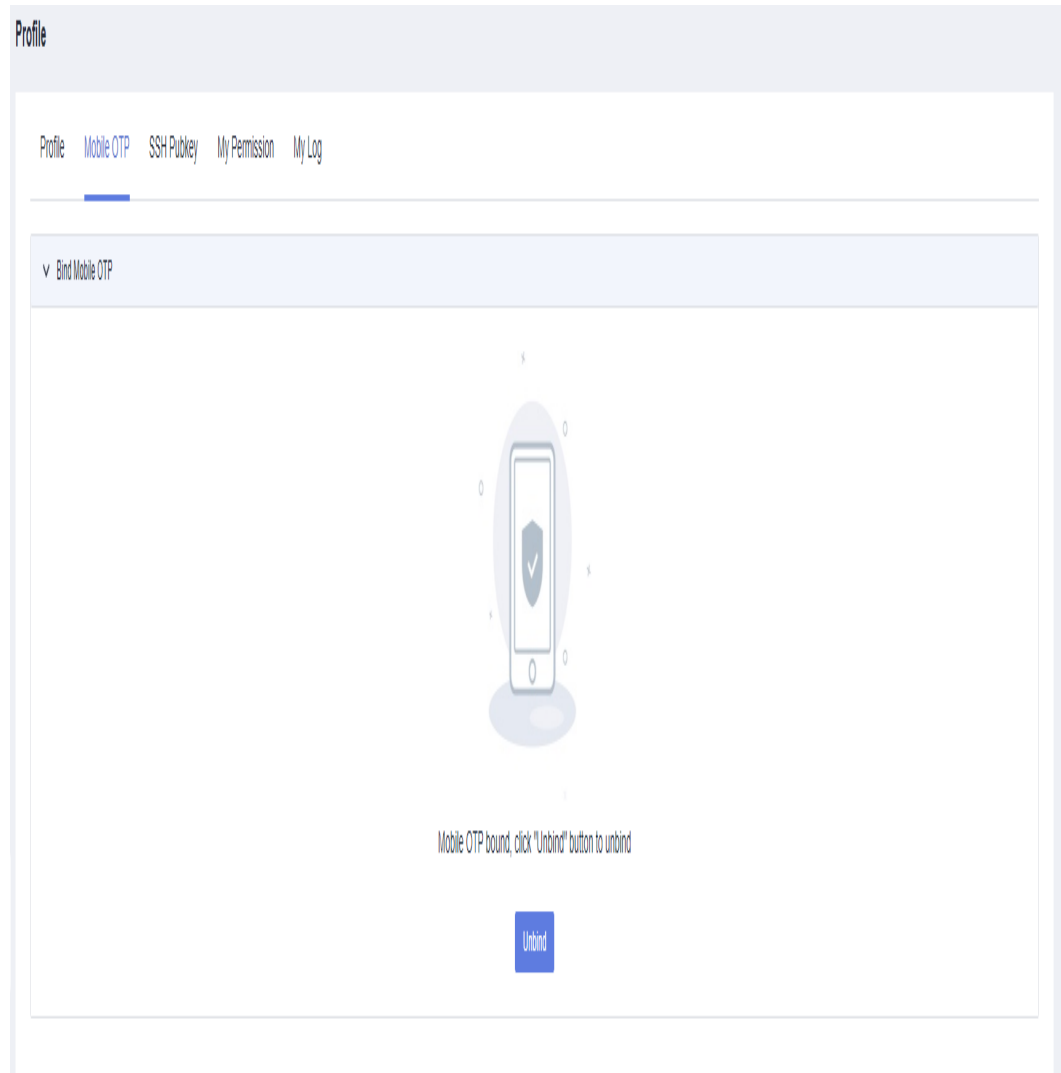 Profile
Profile Mobile OTP SSH Pubkey My Permission My Log
Bind Mobile OTP
Mobile OTP bound, click "Unbind" button to unbind
Unbind